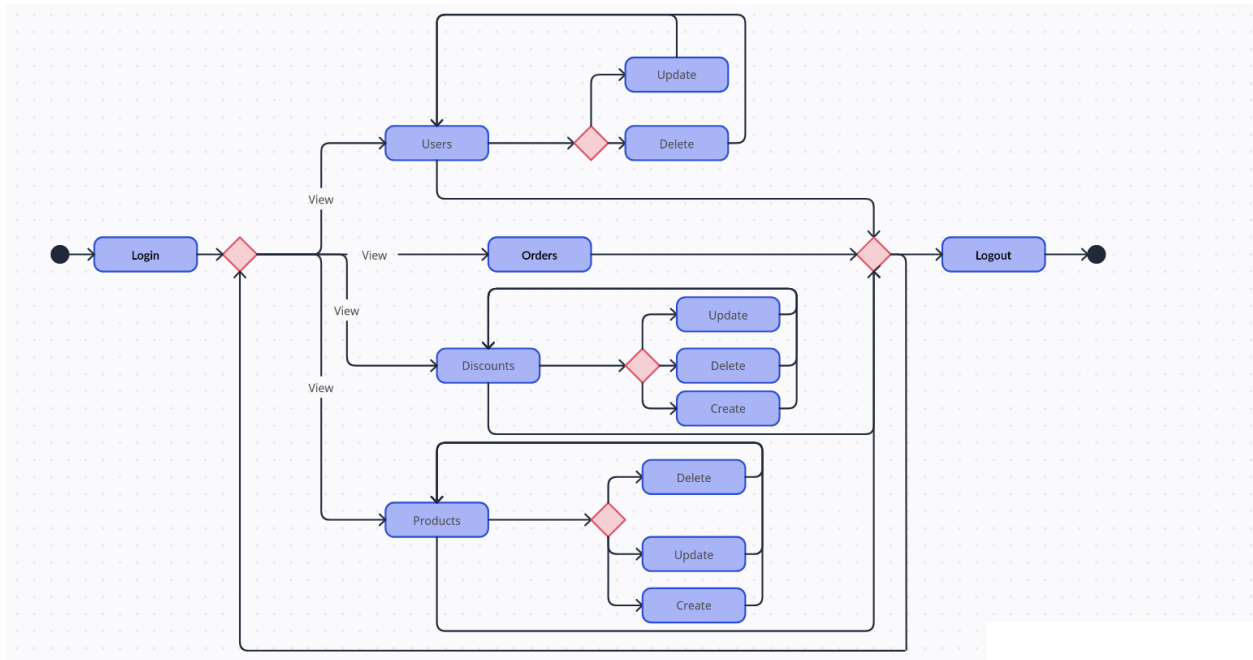 Update
Users
Delete
View
Login
View
Orders
Logout
View
Update
Discounts
Delete
View
Create
Delete
Products
Update
Create